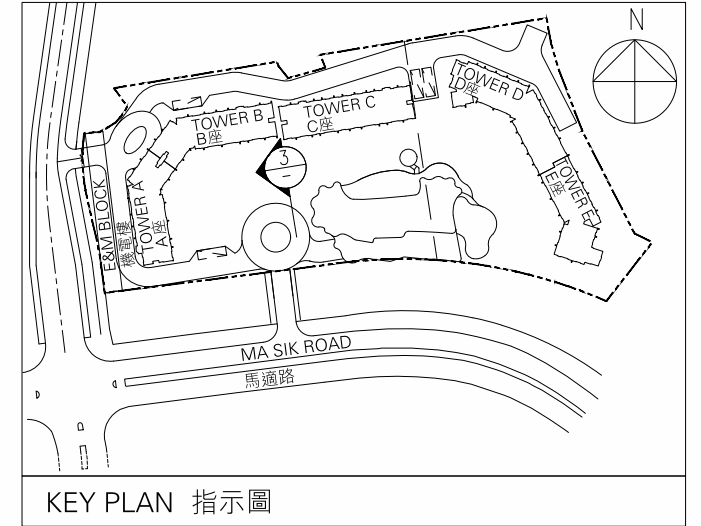 N
TOWER D
D座
TOWER C
C座
TOWER B
B座
3
TOWER E
E座
TOWER A
A座
E&M BLOCK
機電樓
MA SIK ROAD
馬適路
KEY PLAN 指示圖